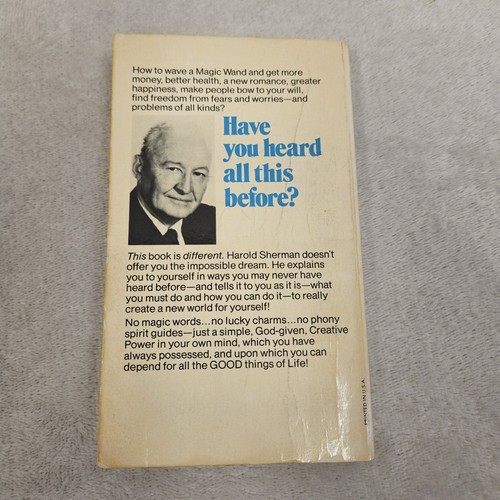 How to wave a Magic Wand and get more
money, better health, a new romance, greater
happiness, make people bow to your will,
find freedom from fears and worries—and
problems of all kinds?
Have
you heard
all this
before?
This book is different. Harold Sherman doesn't
offer you the impossible dream. He explains
you to yourself in ways you may never have
heard before—and tells it to you as it is—what
you must do and how you can do it—to really
create a new world for yourself!
No magic words...no lucky charms...no phony
spirit guides—just a simple, God-given, Creative
Power in your own mind, which you have
always possessed, and upon which you can
depend for all the GOOD things of Life!
PRINTED IN U.S.A.